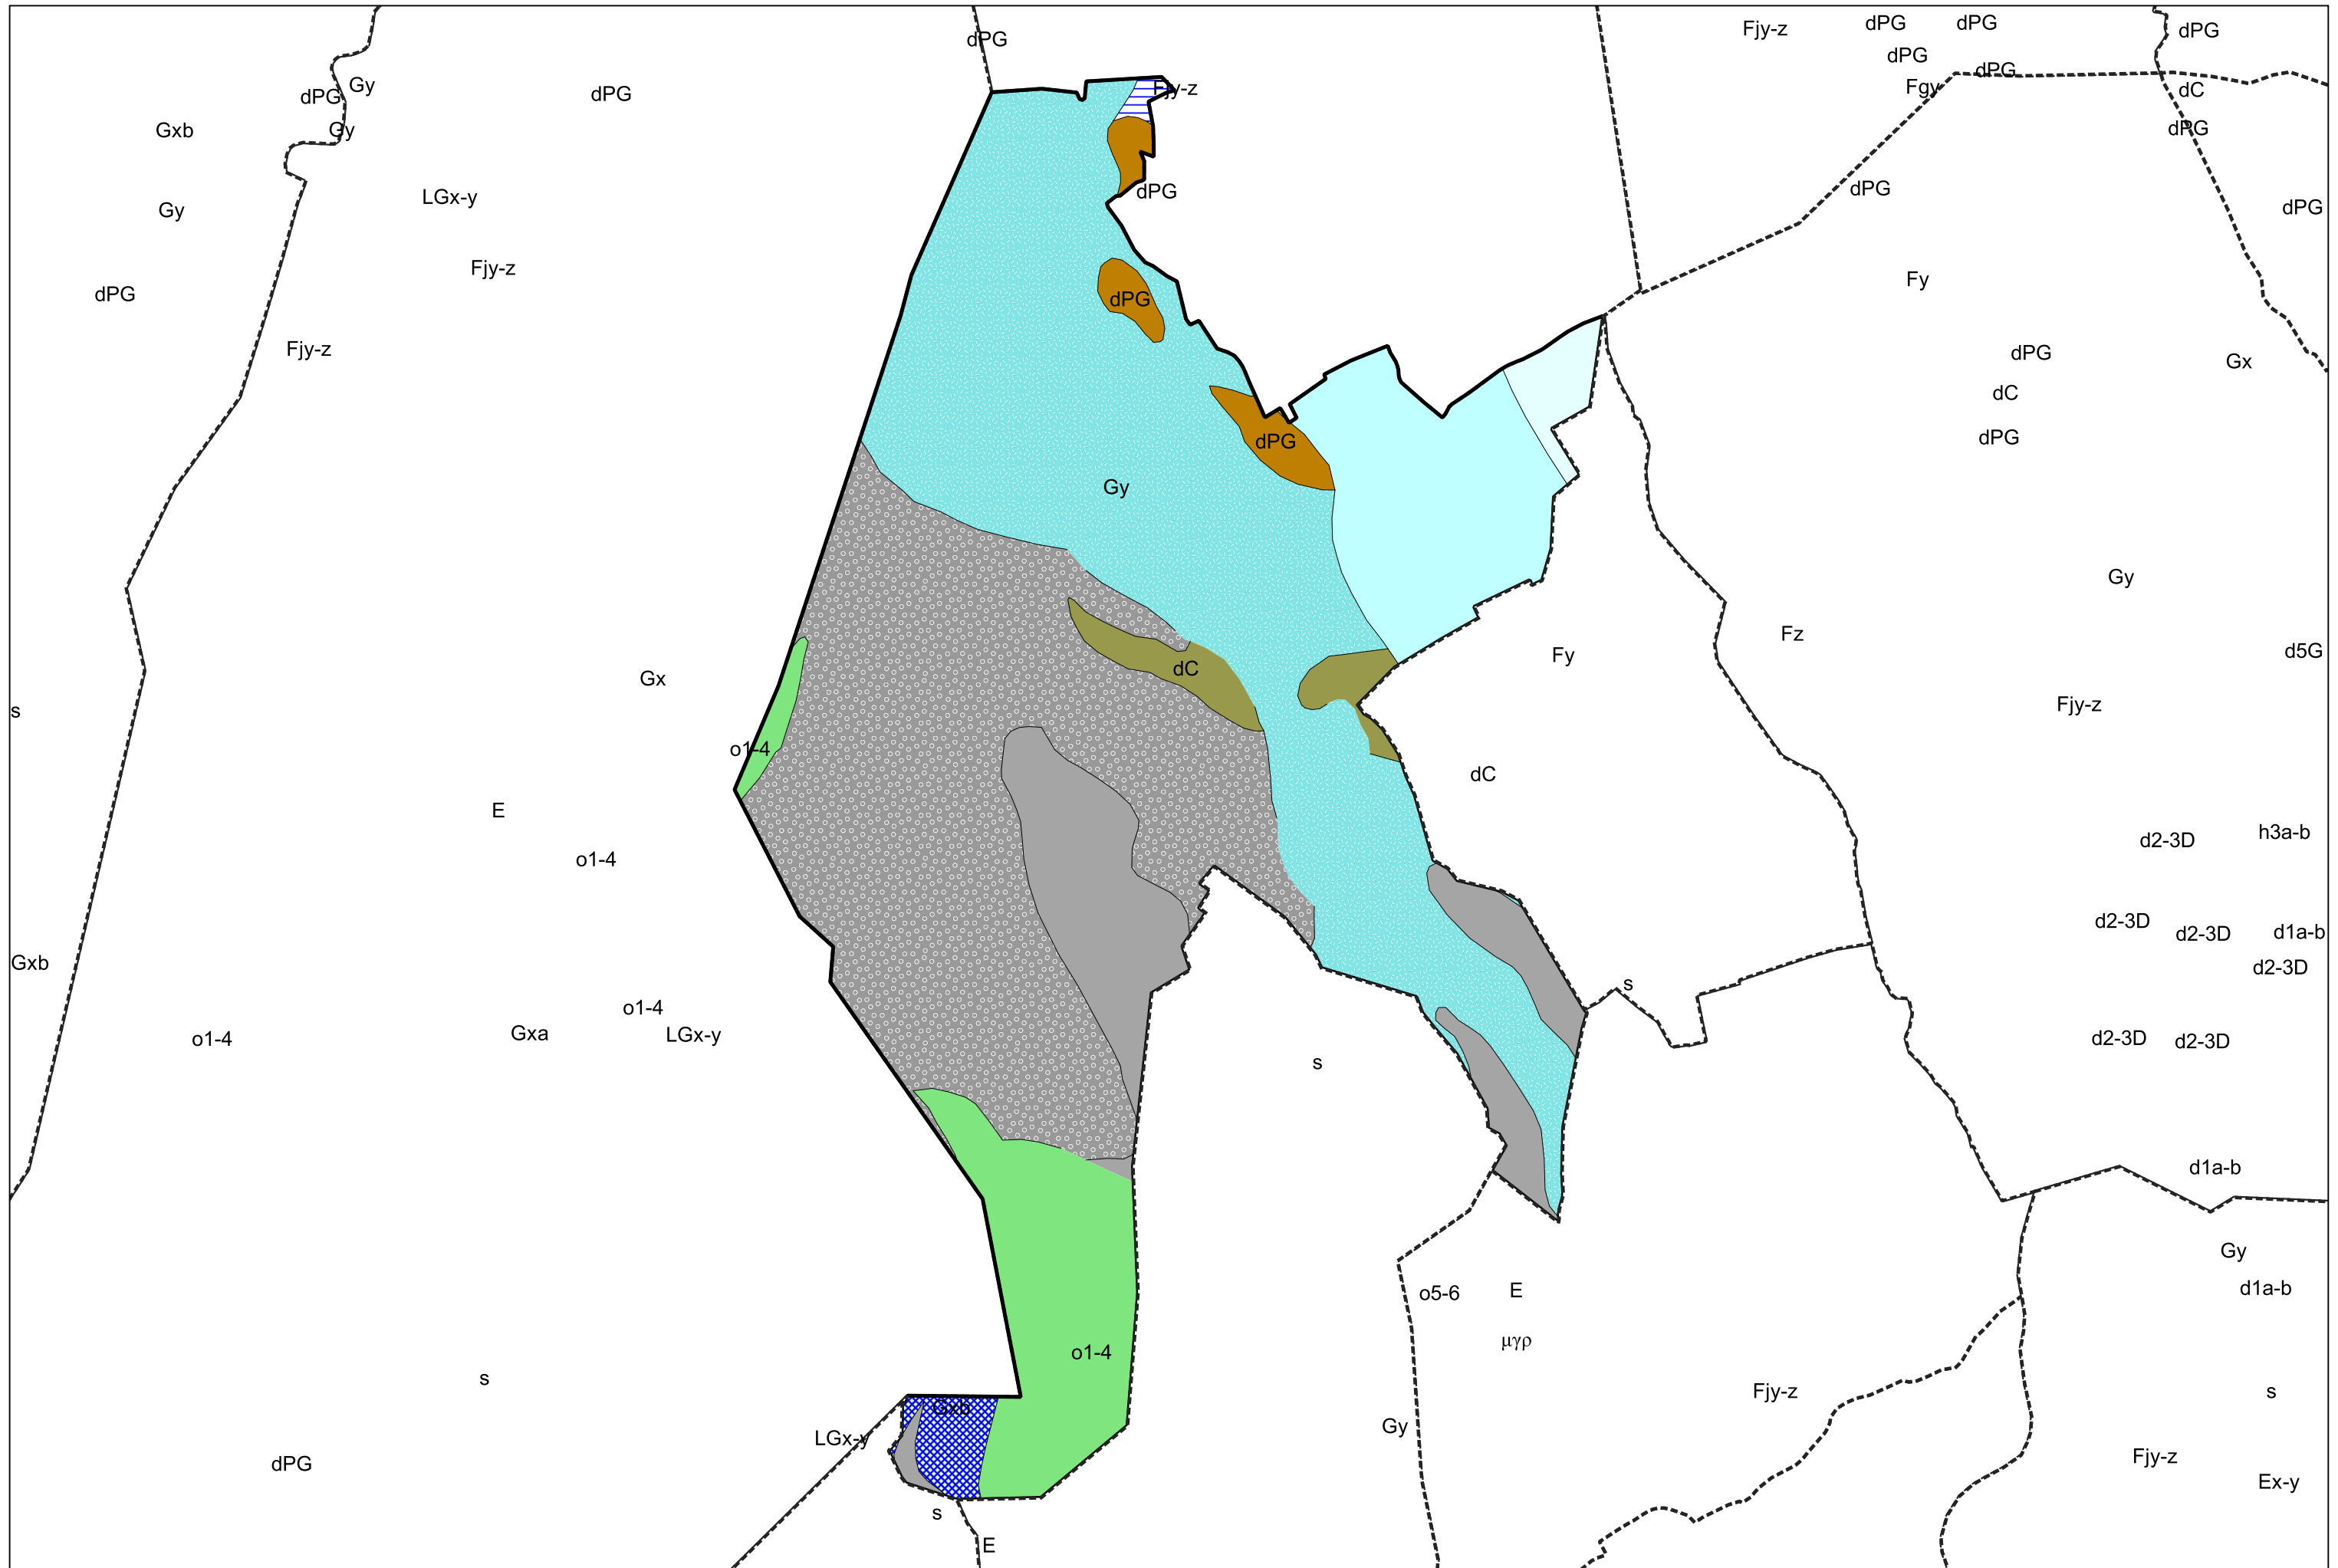 dPG
Fjy-z
dPG
dPG
dPG
dPG
dPG
dPG
Fjy-z
Fgy
dC
Gy
dPG
dPG
Gxb
Gy
dPG
Gy
LGx-y
dPG
dPG
dPG
Fjy-z
Fy
dPG
dPG
Fjy-z
dPG
Gx
dC
dPG
dPG
Gy
Gy
Fz
Fy
d5G
dC
Gx
s
Fjy-z
o1-4
dC
E
h3a-b
d2-3D
o1-4
d2-3D
d2-3D
d1a-b
Gxb
d2-3D
s
o1-4
Gxa
LGx-y
o1-4
d2-3D
d2-3D
s
d1a-b
Gy
d1a-b
E
o5-6
μγρ
o1-4
s
Fjy-z
s
Gxb
Gy
LGx-y
Fjy-z
dPG
Ex-y
s
E